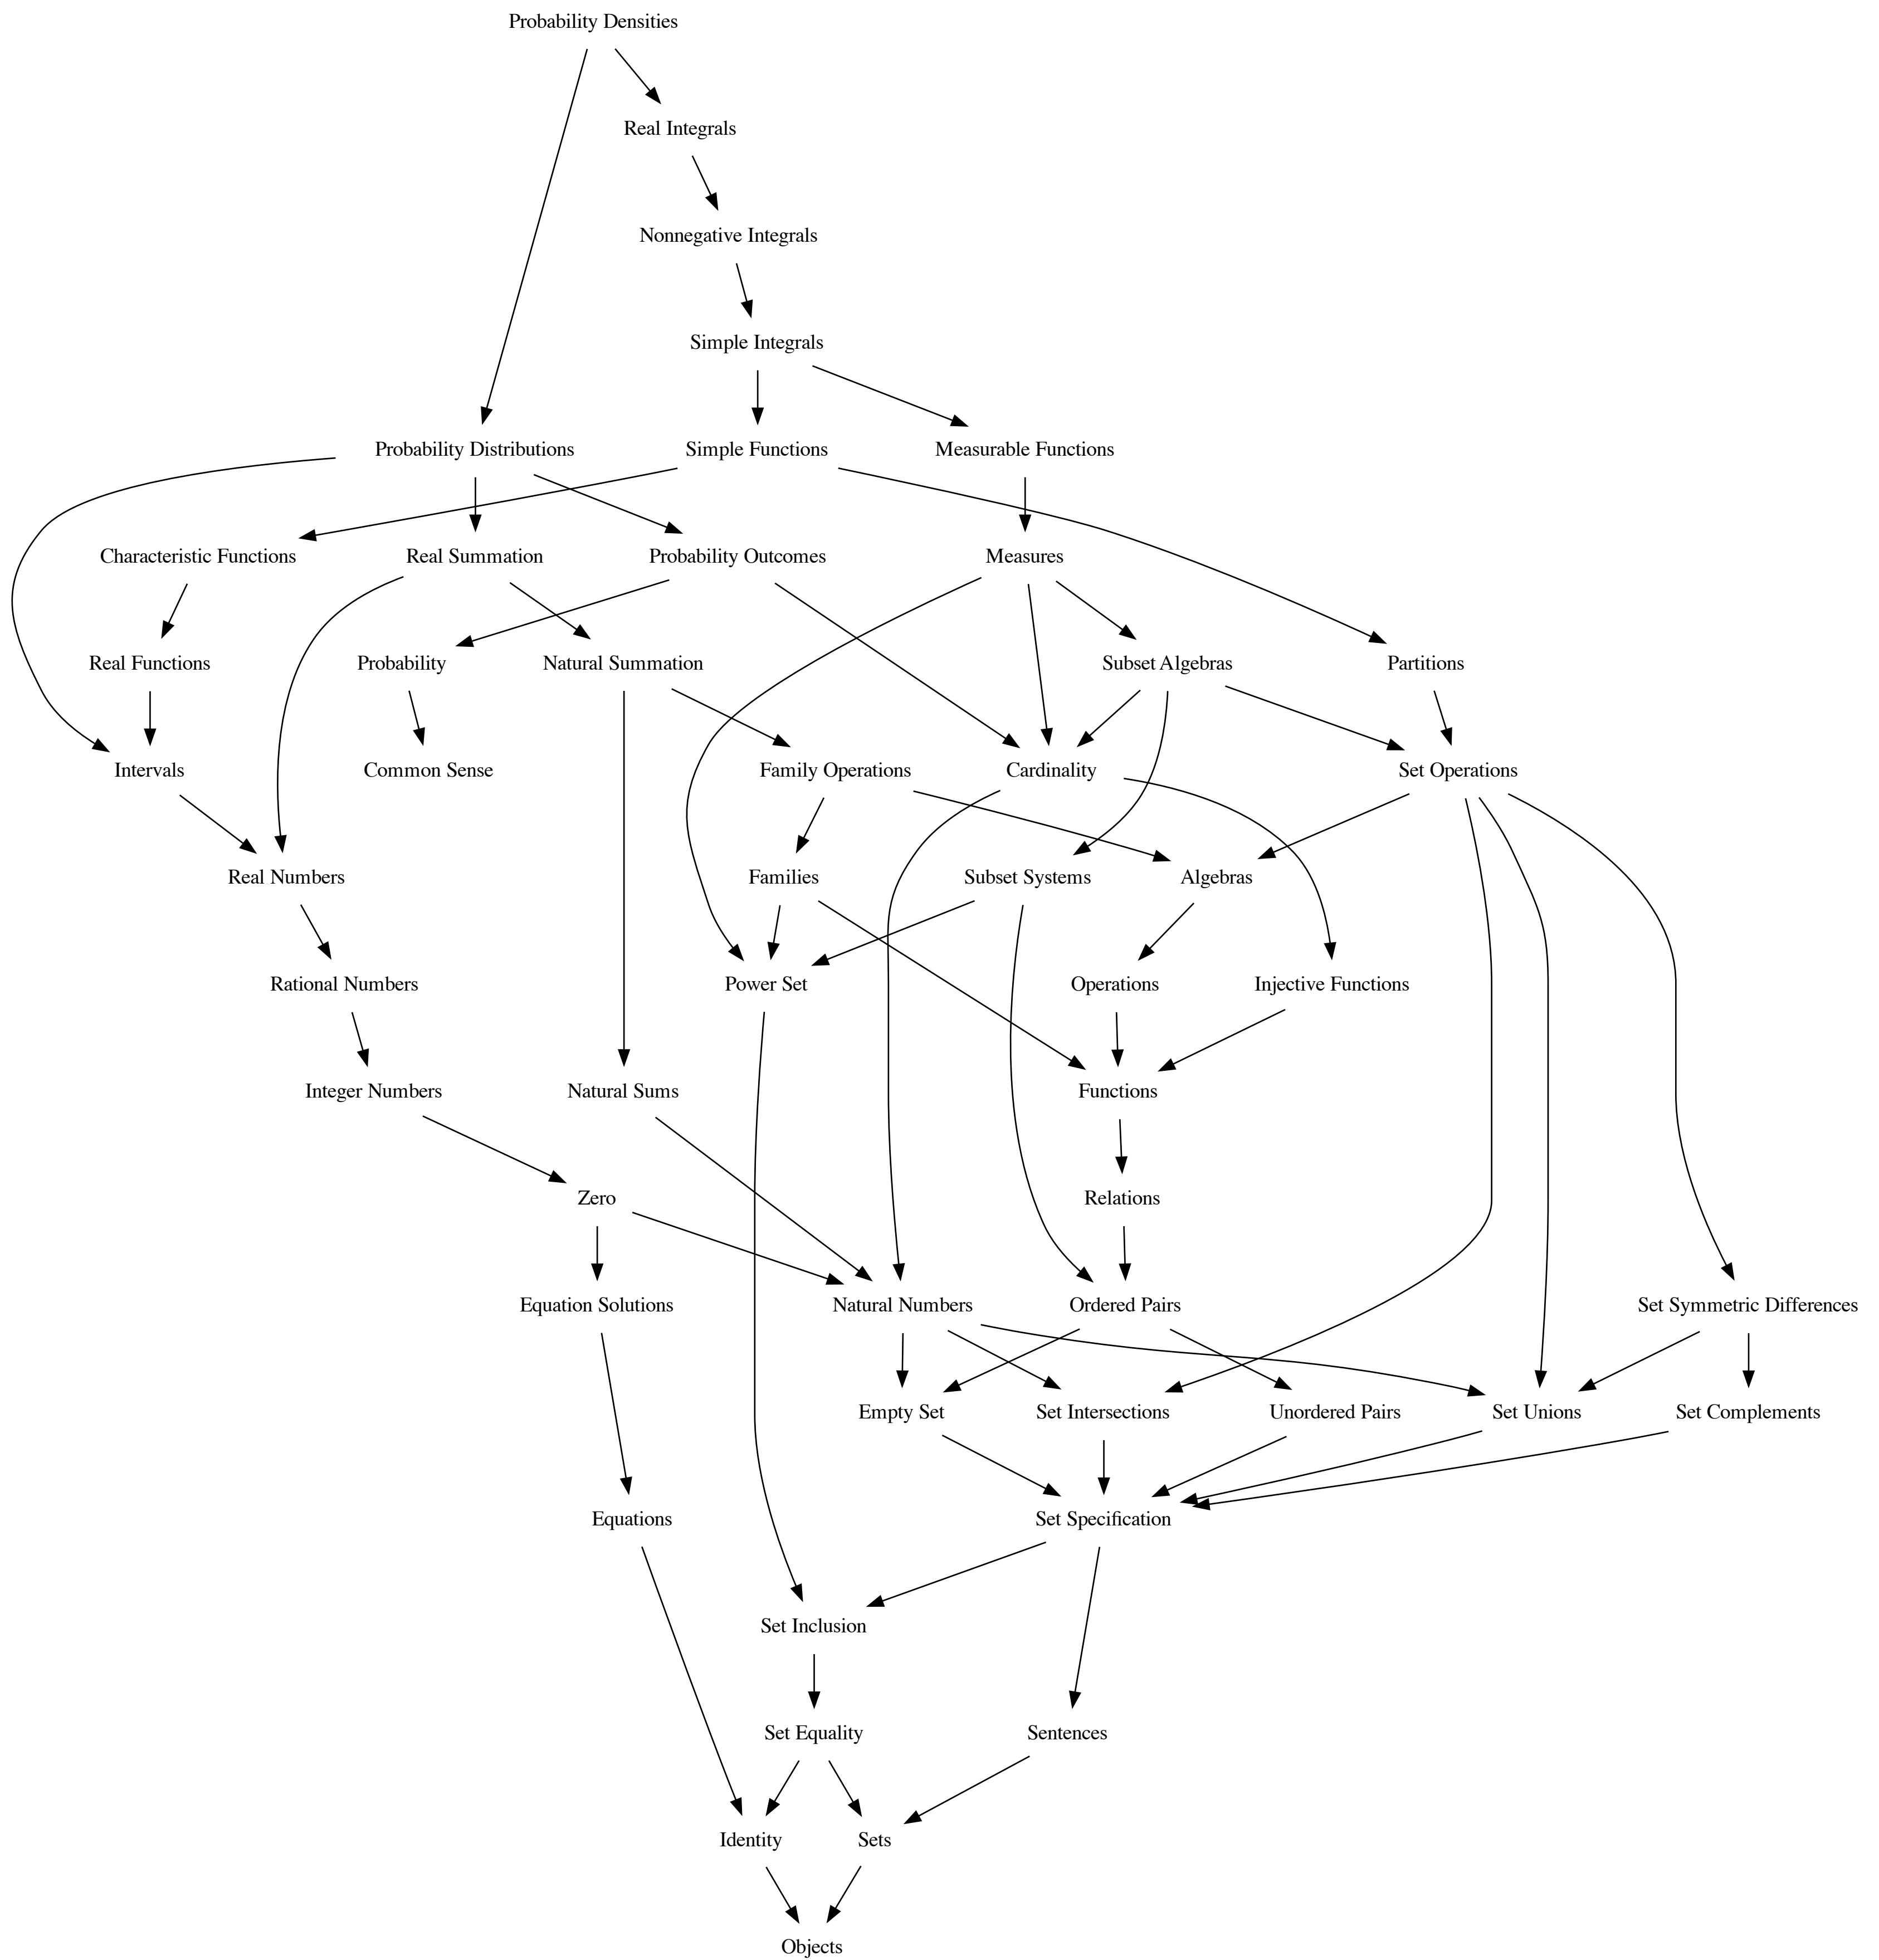 Probability Densities
Real Integrals
Nonnegative Integrals
Simple Integrals
Probability Distributions
Simple Functions
Measurable Functions
Characteristic Functions
Real Summation
Probability Outcomes
Measures
Real Functions
Probability
Natural Summation
Subset Algebras
Partitions
Intervals
Common Sense
Family Operations
Cardinality
Set Operations
Real Numbers
Families
Subset Systems
Algebras
Rational Numbers
Power Set
Operations
Injective Functions
Integer Numbers
Natural Sums
Functions
Zero
Relations
Equation Solutions
Natural Numbers
Ordered Pairs
Set Symmetric Differences
Empty Set
Set Intersections
Unordered Pairs
Set Unions
Set Complements
Equations
Set Specification
Set Inclusion
Set Equality
Sentences
Identity
Sets
Objects